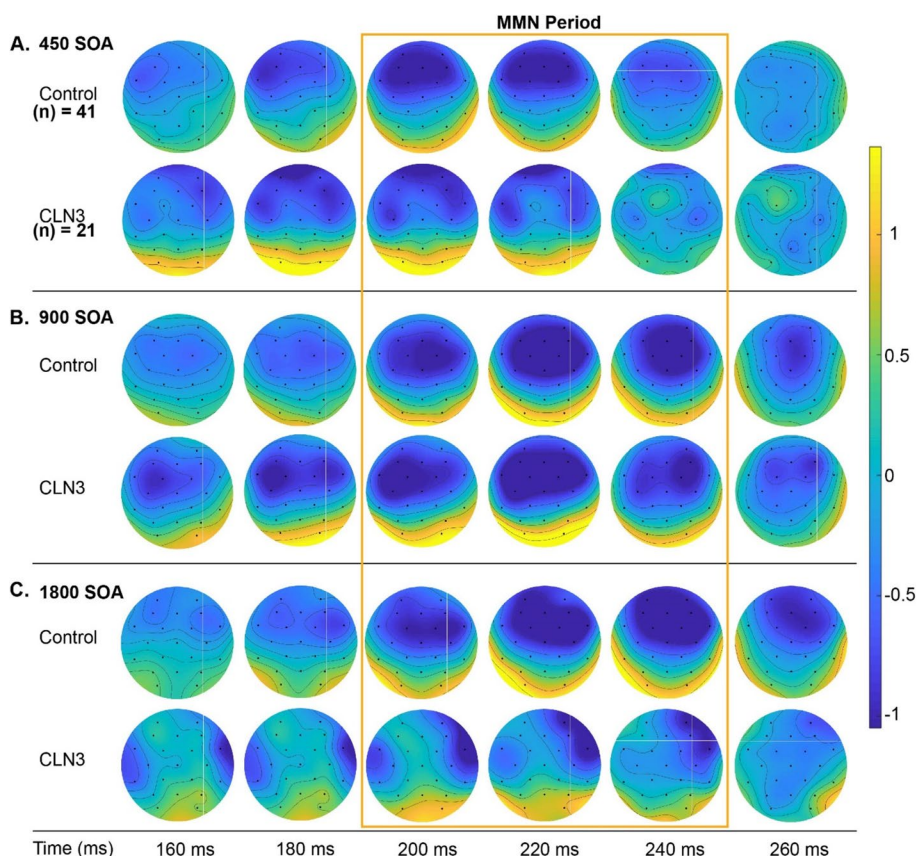 MMN Period
A. 450 SOA
Control
(n) = 41
CLN3
(n) = 21
B. 900 SOA
Control
CLN3
C. 1800 SOA
Control
CLN3
1
0.5
0
-0.5
-1
Time (ms) 160 ms 180 ms 200 ms 220 ms 240 ms 260 ms